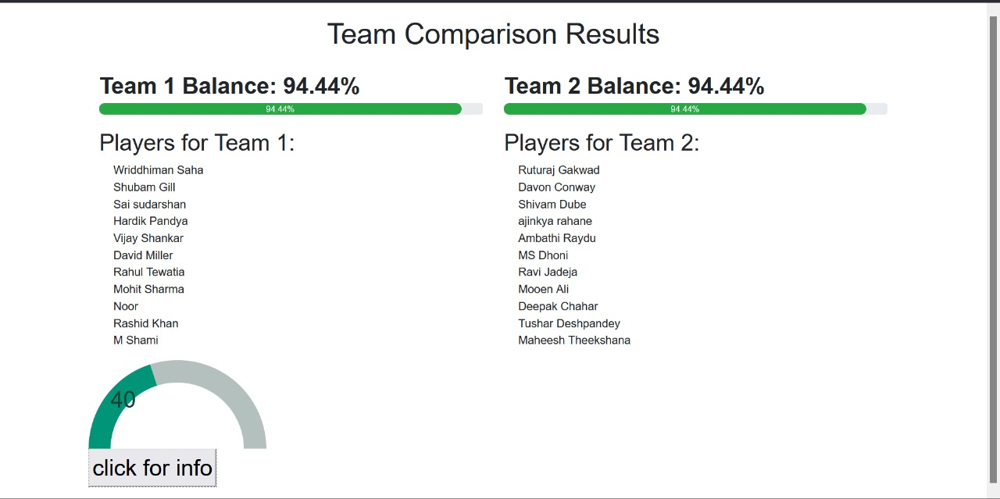 Team Comparison Results
Team 1 Balance: 94.44%
94.44%
Players for Team 1:
Wriddhiman Saha
Shubam Gill
Sai sudarshan
Hardik Pandya
Vijay Shankar
David Miller
Rahul Tewatia
Mohit Sharma
Noor
Rashid Khan
M Shami
Team 2 Balance: 94.44%
94.44%
Players for Team 2:
Ruturaj Gakwad
Davon Conway
Shivam Dube
ajinkya rahane
Ambathi Raydu
MS Dhoni
Ravi Jadeja
Mooen Ali
Deepak Chahar
Tushar Deshpandey
Maheesh Theekshana
40
click for info